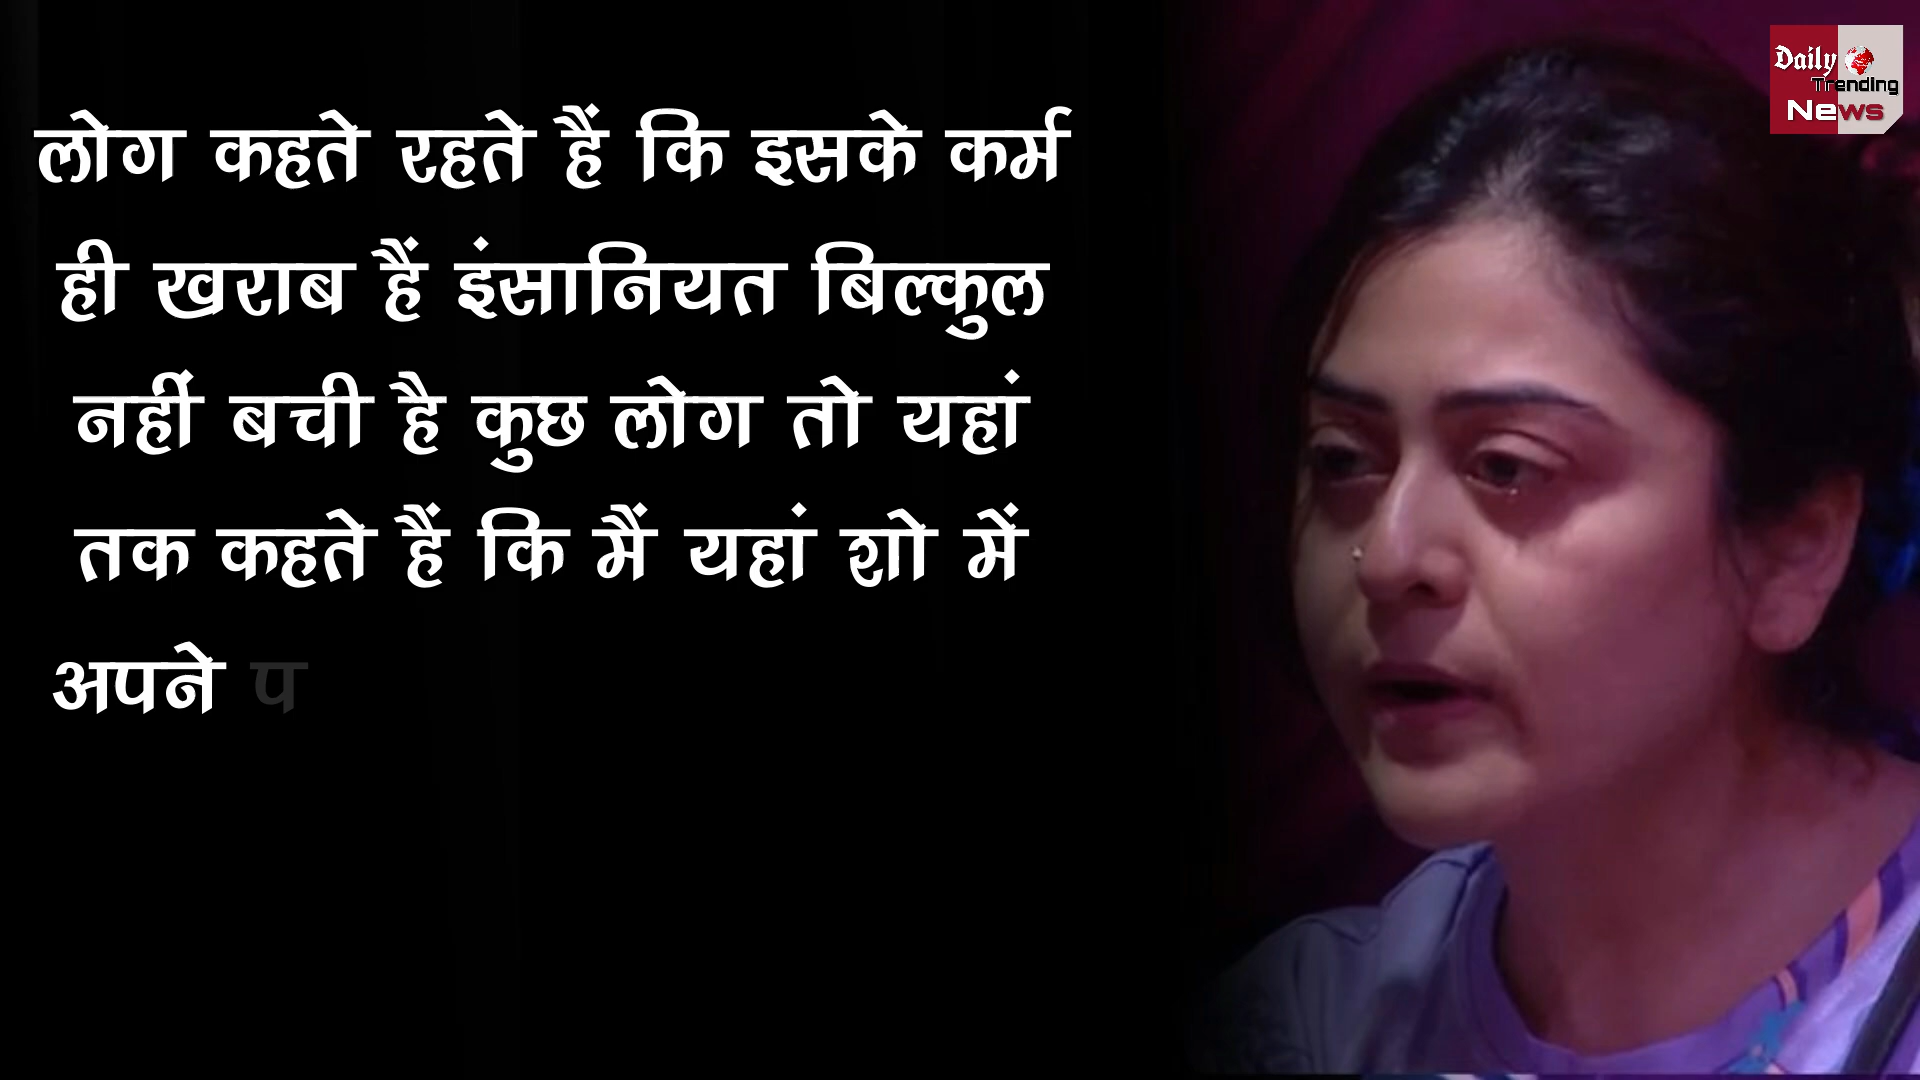 लोग कहते रहते हैं कि इसके कर्म
ही खराब हैं इंसानियत बिल्कुल
नहीं बची है कुछ लोग तो यहां
तक कहते हैं कि मैं यहां शो में
अपने प
Daily
Trending
News